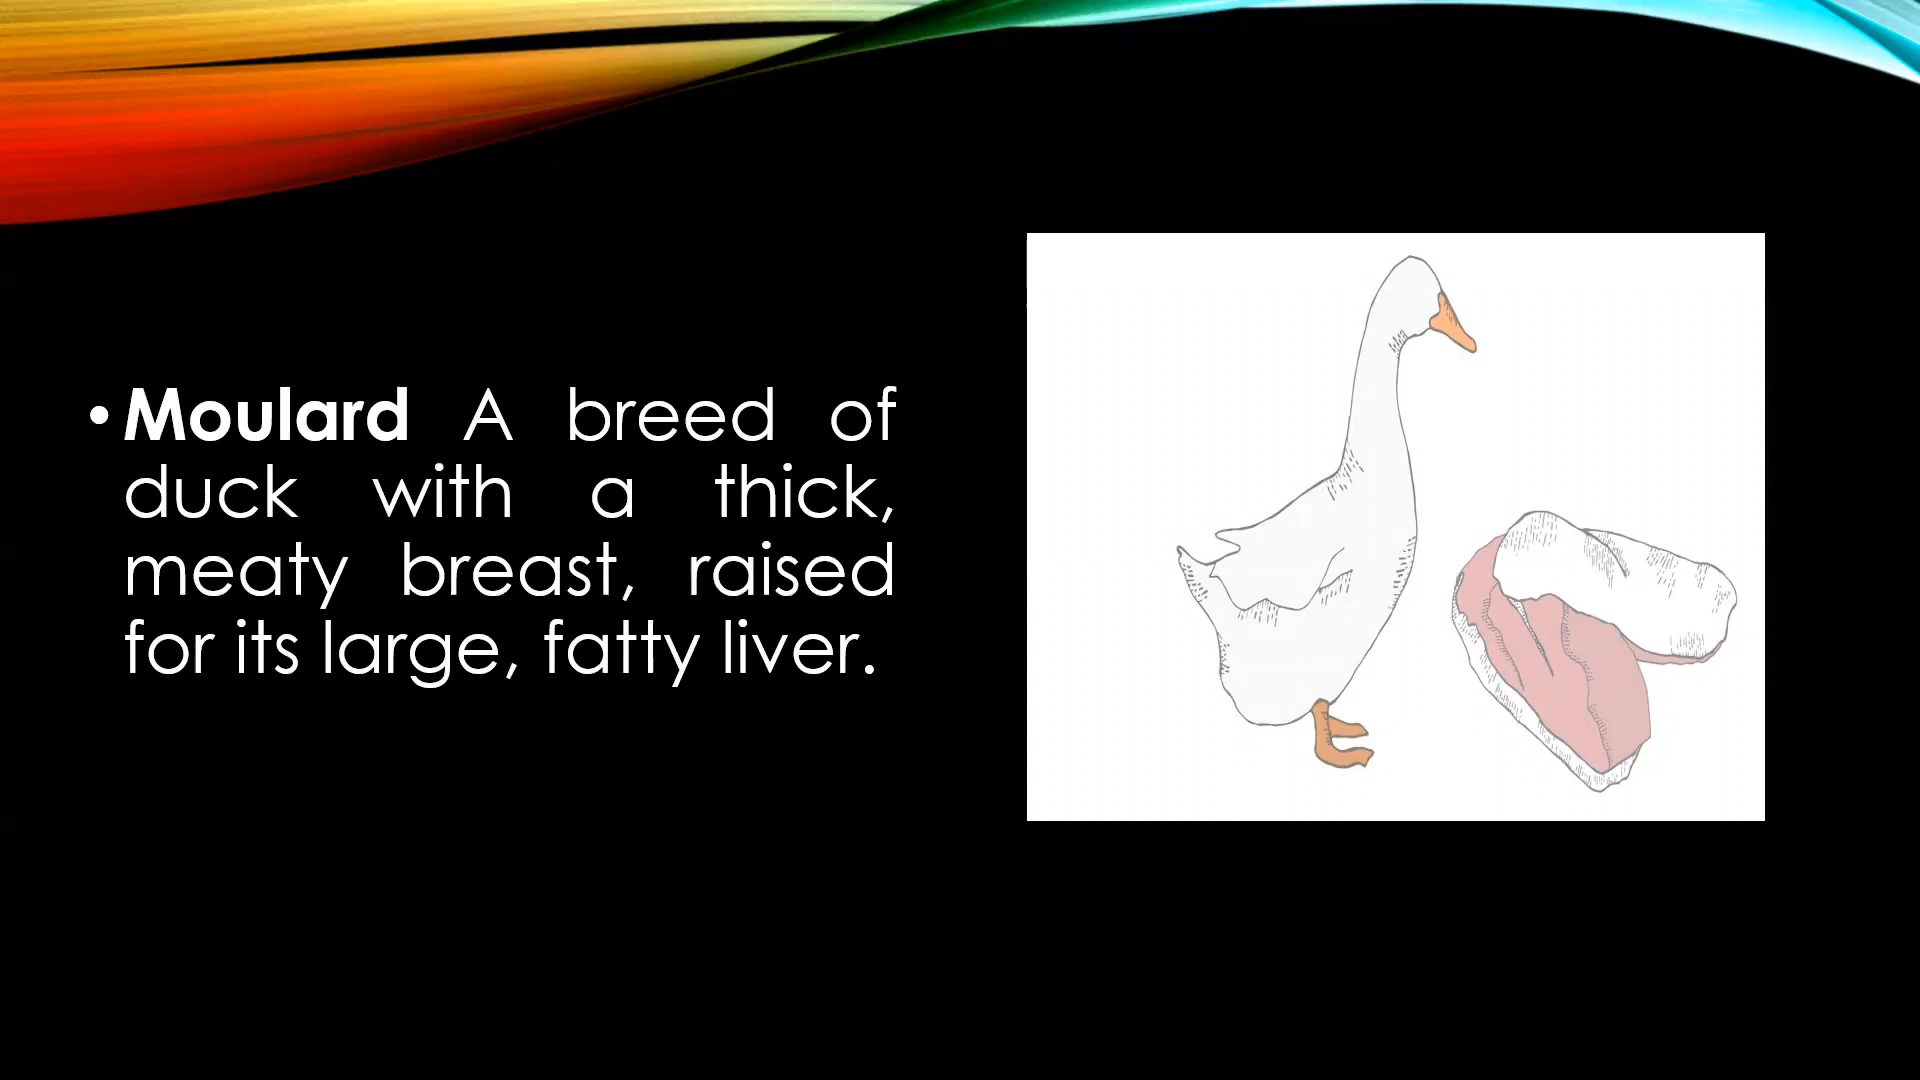 • Moulard A breed of
duck with a thick,
meaty breast, raised
for its large, fatty liver.